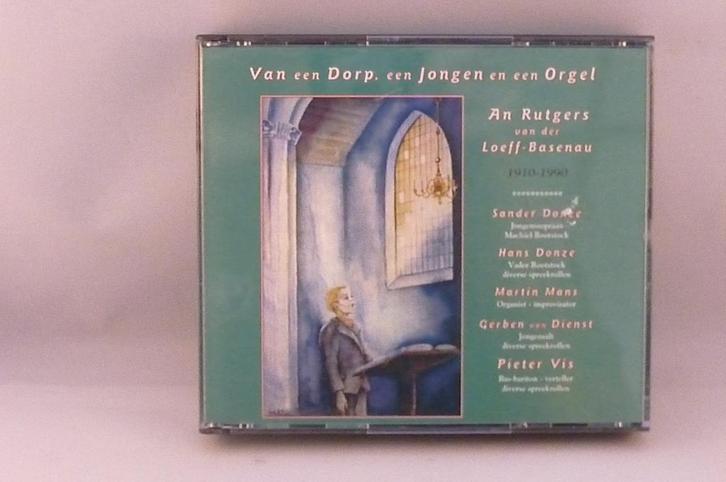 Van een Dorp, een Jongen en een Orgel
An Rutgers
van der
Loeff-Basenau
1910-1990
Sander Donze
Jongenssopraan
Machiel Rootstock
Hans Donze
Vader Rootstock
diverse spreekrollen
Martin Mans
Organist - improvisator
Gerben van Dienst
Jongensalt
diverse spreekrollen
Pieter Vis
Bas-bariton - verteller
diverse spreekrollen